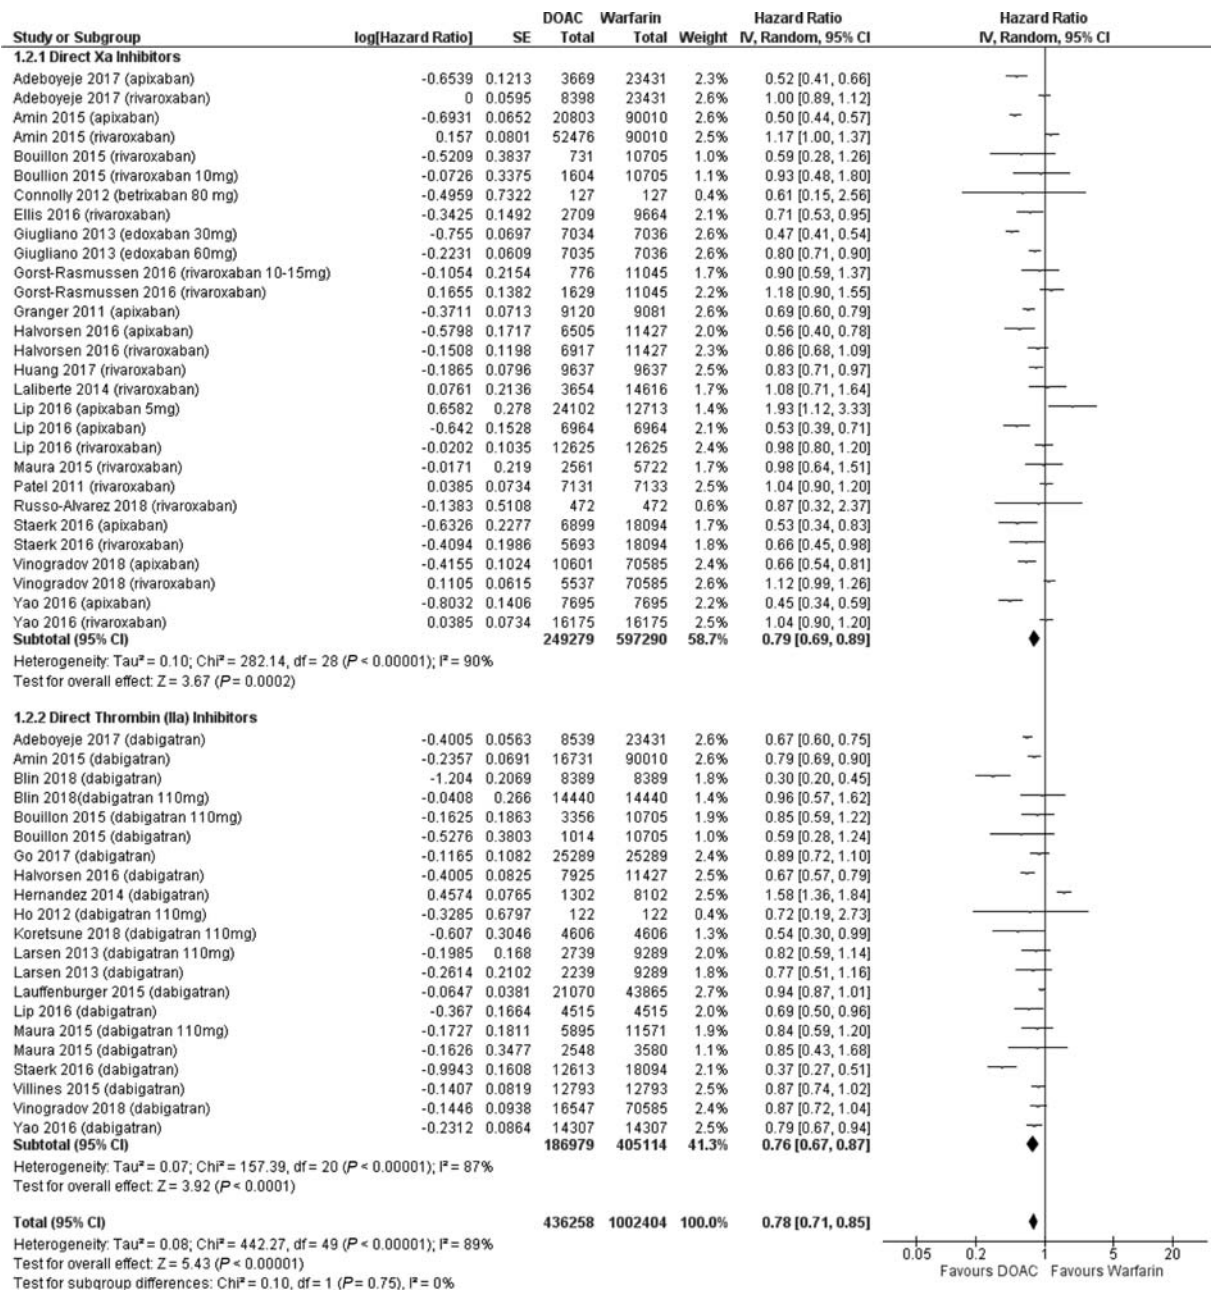 DOAC Warfarin Hazard Ratio Hazard Ratio
Study or Subgroup log[Hazard Ratio] SE Total Total Weight IV, Random, 95% CI IV, Random, 95% CI
1.2.1 Direct Xa Inhibitors
Adeboyeje 2017 (apixaban) -0.6539 0.1213 3669 23431 2.3% 0.52 [0.41, 0.66]
Adeboyeje 2017 (rivaroxaban) 0 0.0595 8398 23431 2.6% 1.00 [0.89, 1.12]
Amin 2015 (apixaban) -0.6931 0.0652 20803 90010 2.6% 0.50 [0.44, 0.57]
Amin 2015 (rivaroxaban) 0.157 0.0801 52476 90010 2.5% 1.17 [1.00, 1.37]
Bouillon 2015 (rivaroxaban) -0.5209 0.3837 731 10705 1.0% 0.59 [0.28, 1.26]
Boullion 2015 (rivaroxaban 10mg) -0.0726 0.3375 1604 10705 1.1% 0.93 [0.48, 1.80]
Connolly 2012 (betrixaban 80 mg) -0.4959 0.7322 127 127 0.4% 0.61 [0.15, 2.56]
Ellis 2016 (rivaroxaban) -0.3425 0.1492 2709 9664 2.1% 0.71 [0.53, 0.95]
Giugliano 2013 (edoxaban 30mg) -0.755 0.0697 7034 7036 2.6% 0.47 [0.41, 0.54]
Giugliano 2013 (edoxaban 60mg) -0.2231 0.0609 7035 7036 2.6% 0.80 [0.71, 0.90]
Gorst-Rasmussen 2016 (rivaroxaban 10-15mg) -0.1054 0.2154 776 11045 1.7% 0.90 [0.59, 1.37]
Gorst-Rasmussen 2016 (rivaroxaban) 0.1655 0.1382 1629 11045 2.2% 1.18 [0.90, 1.55]
Granger 2011 (apixaban) -0.3711 0.0713 9120 9081 2.6% 0.69 [0.60, 0.79]
Halvorsen 2016 (apixaban) -0.5798 0.1717 6505 11427 2.0% 0.56 [0.40, 0.78]
Halvorsen 2016 (rivaroxaban) -0.1508 0.1198 6917 11427 2.3% 0.86 [0.68, 1.09]
Huang 2017 (rivaroxaban) -0.1865 0.0796 9637 9637 2.5% 0.83 [0.71, 0.97]
Laliberte 2014 (rivaroxaban) 0.0761 0.2136 3654 14616 1.7% 1.08 [0.71, 1.64]
Lip 2016 (apixaban 5mg) 0.6582 0.278 24102 12713 1.4% 1.93 [1.12, 3.33]
Lip 2016 (apixaban) -0.642 0.1528 6964 6964 2.1% 0.53 [0.39, 0.71]
Lip 2016 (rivaroxaban) -0.0202 0.1035 12625 12625 2.4% 0.98 [0.80, 1.20]
Maura 2015 (rivaroxaban) -0.0171 0.219 2561 5722 1.7% 0.98 [0.64, 1.51]
Patel 2011 (rivaroxaban) 0.0385 0.0734 7131 7133 2.5% 1.04 [0.90, 1.20]
Russo-Alvarez 2018 (rivaroxaban) -0.1383 0.5108 472 472 0.6% 0.87 [0.32, 2.37]
Staerk 2016 (apixaban) -0.6326 0.2277 6899 18094 1.7% 0.53 [0.34, 0.83]
Staerk 2016 (rivaroxaban) -0.4094 0.1986 5693 18094 1.8% 0.66 [0.45, 0.98]
Vinogradov 2018 (apixaban) -0.4155 0.1024 10601 70585 2.4% 0.66 [0.54, 0.81]
Vinogradov 2018 (rivaroxaban) 0.1105 0.0615 5537 70585 2.6% 1.12 [0.99, 1.26]
Yao 2016 (apixaban) -0.8032 0.1406 7695 7695 2.2% 0.45 [0.34, 0.59]
Yao 2016 (rivaroxaban) 0.0385 0.0734 16175 16175 2.5% 1.04 [0.90, 1.20]
Subtotal (95% CI) 249279 597290 58.7% 0.79 [0.69, 0.89]
Heterogeneity: Tau² = 0.10; Chi² = 282.14, df = 28 (P < 0.00001); I² = 90%
Test for overall effect: Z = 3.67 (P = 0.0002)
1.2.2 Direct Thrombin (IIa) Inhibitors
Adeboyeje 2017 (dabigatran) -0.4005 0.0563 8539 23431 2.6% 0.67 [0.60, 0.75]
Amin 2015 (dabigatran) -0.2357 0.0691 16731 90010 2.6% 0.79 [0.69, 0.90]
Blin 2018 (dabigatran) -1.204 0.2069 8389 8389 1.8% 0.30 [0.20, 0.45]
Blin 2018(dabigatran 110mg) -0.0408 0.266 14440 14440 1.4% 0.96 [0.57, 1.62]
Bouillon 2015 (dabigatran 110mg) -0.1625 0.1863 3356 10705 1.9% 0.85 [0.59, 1.22]
Bouillon 2015 (dabigatran) -0.5276 0.3803 1014 10705 1.0% 0.59 [0.28, 1.24]
Go 2017 (dabigatran) -0.1165 0.1082 25289 25289 2.4% 0.89 [0.72, 1.10]
Halvorsen 2016 (dabigatran) -0.4005 0.0825 7925 11427 2.5% 0.67 [0.57, 0.79]
Hernandez 2014 (dabigatran) 0.4574 0.0765 1302 8102 2.5% 1.58 [1.36, 1.84]
Ho 2012 (dabigatran 110mg) -0.3285 0.6797 122 122 0.4% 0.72 [0.19, 2.73]
Koretsune 2018 (dabigatran 110mg) -0.607 0.3046 4606 4606 1.3% 0.54 [0.30, 0.99]
Larsen 2013 (dabigatran 110mg) -0.1985 0.168 2739 9289 2.0% 0.82 [0.59, 1.14]
Larsen 2013 (dabigatran) -0.2614 0.2102 2239 9289 1.8% 0.77 [0.51, 1.16]
Lauffenburger 2015 (dabigatran) -0.0647 0.0381 21070 43865 2.7% 0.94 [0.87, 1.01]
Lip 2016 (dabigatran) -0.367 0.1664 4515 4515 2.0% 0.69 [0.50, 0.96]
Maura 2015 (dabigatran 110mg) -0.1727 0.1811 5895 11571 1.9% 0.84 [0.59, 1.20]
Maura 2015 (dabigatran) -0.1626 0.3477 2548 3580 1.1% 0.85 [0.43, 1.68]
Staerk 2016 (dabigatran) -0.9943 0.1608 12613 18094 2.1% 0.37 [0.27, 0.51]
Villines 2015 (dabigatran) -0.1407 0.0819 12793 12793 2.5% 0.87 [0.74, 1.02]
Vinogradov 2018 (dabigatran) -0.1446 0.0938 16547 70585 2.4% 0.87 [0.72, 1.04]
Yao 2016 (dabigatran) -0.2312 0.0864 14307 14307 2.5% 0.79 [0.67, 0.94]
Subtotal (95% CI) 186979 405114 41.3% 0.76 [0.67, 0.87]
Heterogeneity: Tau² = 0.07; Chi² = 157.39, df = 20 (P < 0.00001); I² = 87%
Test for overall effect: Z = 3.92 (P < 0.0001)
Total (95% CI) 436258 1002404 100.0% 0.78 [0.71, 0.85]
Heterogeneity: Tau² = 0.08; Chi² = 442.27, df = 49 (P < 0.00001); I² = 89%
Test for overall effect: Z = 5.43 (P < 0.00001)
Test for subgroup differences: Chi² = 0.10, df = 1 (P = 0.75), I² = 0%
0.05 0.2 1 5 20
Favours DOAC Favours Warfarin